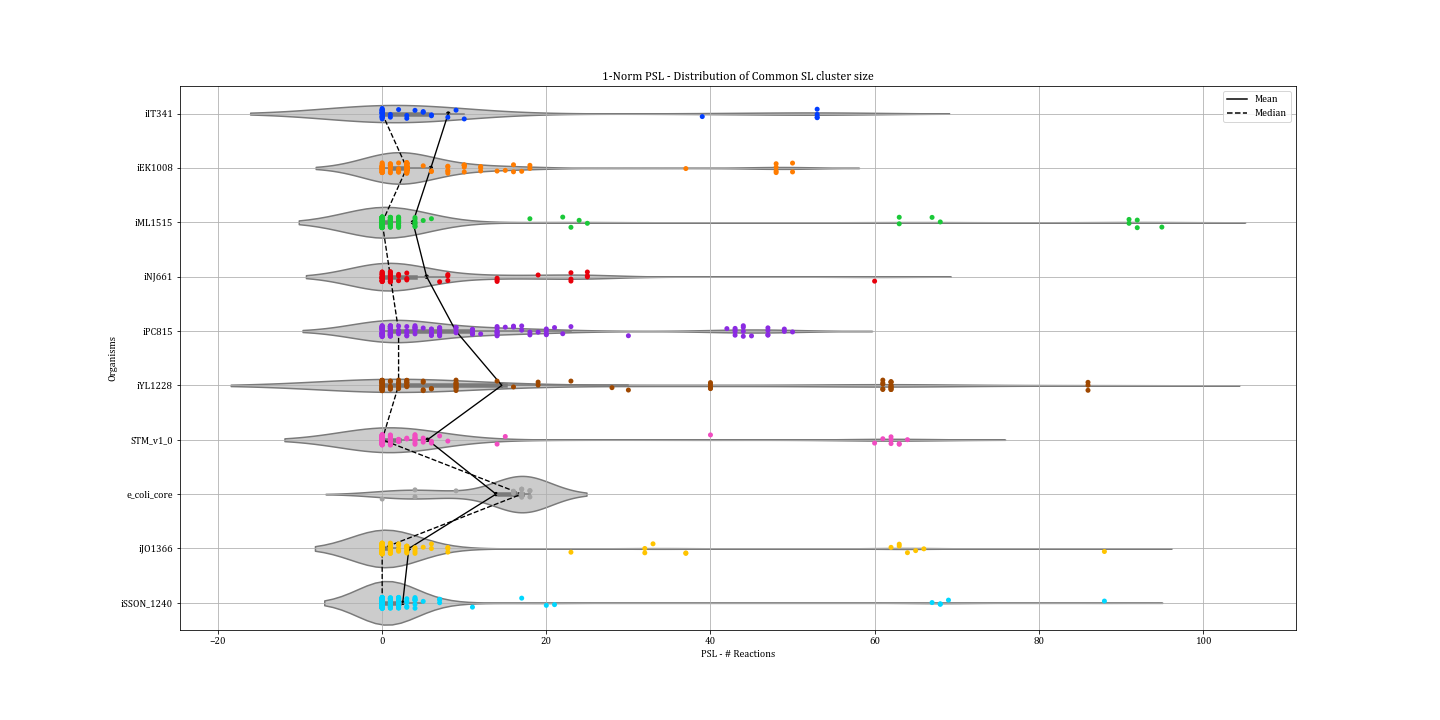 1-Norm PSL - Distribution of Common SL cluster size
Mean
Median
Organisms
iIT341
iEK1008
iML1515
iNJ661
iPC815
iYL1228
STM_v1_0
e_coli_core
iJO1366
iSSON_1240
−20 0 20 40 60 80 100
PSL - # Reactions